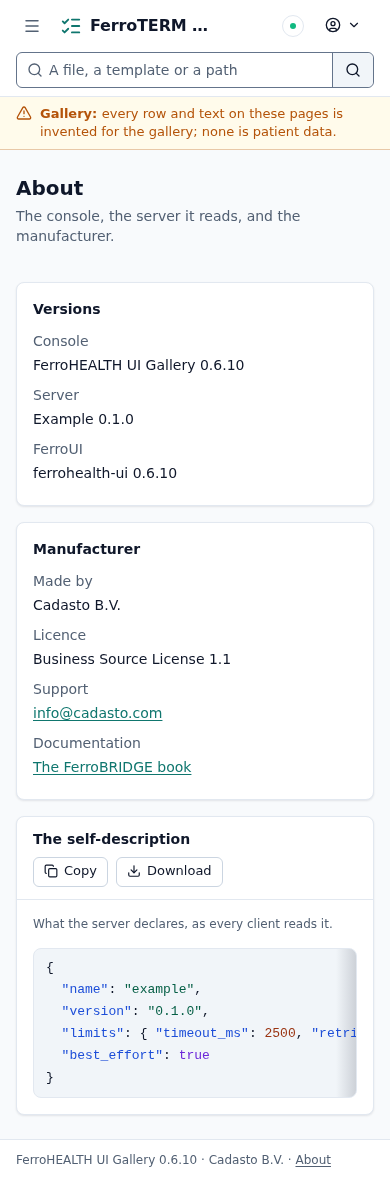 FerroTERM ...
A file, a template or a path
Gallery: every row and text on these pages is
invented for the gallery; none is patient data.
About
The console, the server it reads, and the
manufacturer.
Versions
Console
FerroHEALTH UI Gallery 0.6.10
Server
Example 0.1.0
FerroUI
ferrohealth-ui 0.6.10
Manufacturer
Made by
Cadasto B.V.
Licence
Business Source License 1.1
Support
info@cadasto.com
Documentation
The FerroBRIDGE book
The self-description
Copy
Download
What the server declares, as every client reads it.
{
  "name": "example",
  "version": "0.1.0",
  "limits": { "timeout_ms": 2500, "retri
  "best_effort": true
}
FerroHEALTH UI Gallery 0.6.10 · Cadasto B.V. · About